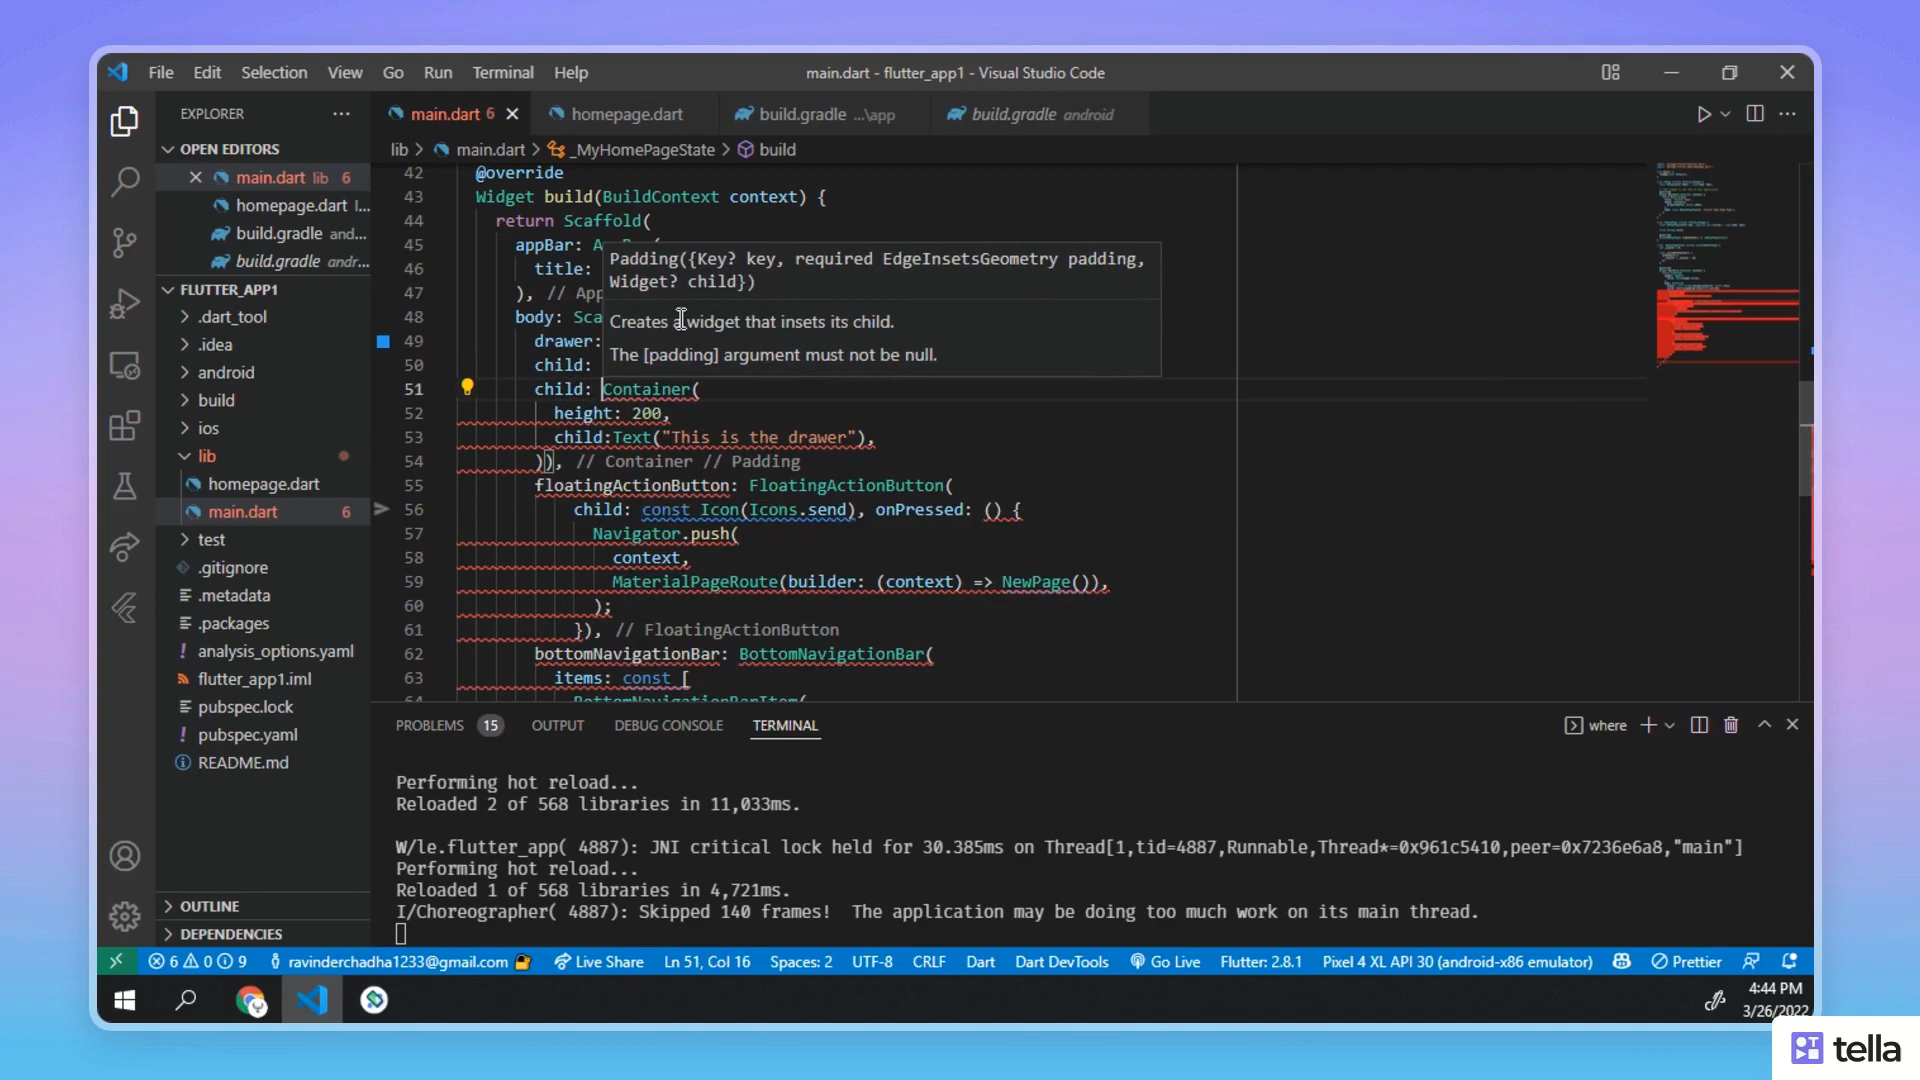 File Edit Selection View Go Run Terminal Help main.dart - flutter_app1 - Visual Studio Code
EXPLORER
main.dart 6 homepage.dart build.gradle ...\app build.gradle android
OPEN EDITORS
lib > main.dart > _MyHomePageState > build
main.dart lib 6
homepage.dart l...
build.gradle and...
build.gradle andr...
FLUTTER_APP1
.dart_tool
.idea
android
build
ios
lib
homepage.dart
main.dart 6
test
.gitignore
.metadata
.packages
analysis_options.yaml
flutter_app1.iml
pubspec.lock
pubspec.yaml
README.md
OUTLINE
DEPENDENCIES
42 @override
43 Widget build(BuildContext context) {
44 return Scaffold(
45 appBar: A
46 title:
47 ), // App
48 body: Sca
49 drawer:
50 child:
Padding({Key? key, required EdgeInsetsGeometry padding,
Widget? child})
Creates a widget that insets its child.
The [padding] argument must not be null.
51 child: Container(
52 height: 200,
53 child:Text("This is the drawer"),
54 )), // Container // Padding
55 floatingActionButton: FloatingActionButton(
56 child: const Icon(Icons.send), onPressed: () {
57 Navigator.push(
58 context,
59 MaterialPageRoute(builder: (context) => NewPage()),
60 );
61 }), // FloatingActionButton
62 bottomNavigationBar: BottomNavigationBar(
63 items: const [
64 BottomNavigationBarItem(
PROBLEMS 15 OUTPUT DEBUG CONSOLE TERMINAL where
Performing hot reload...
Reloaded 2 of 568 libraries in 11,033ms.
W/le.flutter_app( 4887): JNI critical lock held for 30.385ms on Thread[1,tid=4887,Runnable,Thread*=0x961c5410,peer=0x7236e6a8,"main"]
Performing hot reload...
Reloaded 1 of 568 libraries in 4,721ms.
I/Choreographer( 4887): Skipped 140 frames! The application may be doing too much work on its main thread.
6 0 9 ravinderchadha1233@gmail.com Live Share Ln 51, Col 16 Spaces: 2 UTF-8 CRLF Dart Dart DevTools Go Live Flutter: 2.8.1 Pixel 4 XL API 30 (android-x86 emulator) Prettier
4:44 PM
3/26/2022
tella